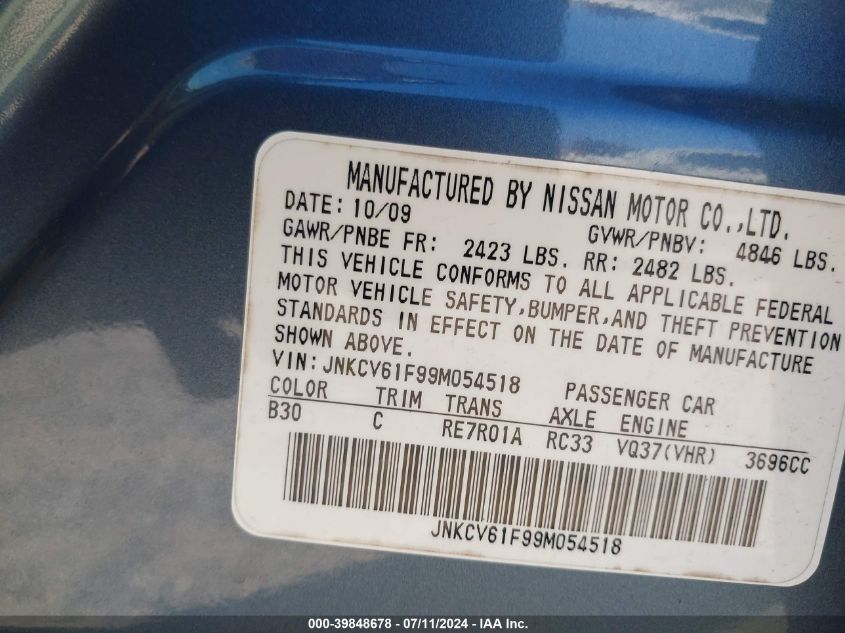 MANUFACTURED BY NISSAN MOTOR CO.,LTD.
DATE: 10/09 GVWR/PNBV: 4846 LBS.
GAWR/PNBE FR: 2423 LBS. RR: 2482 LBS.
THIS VEHICLE CONFORMS TO ALL APPLICABLE FEDERAL
MOTOR VEHICLE SAFETY,BUMPER,AND THEFT PREVENTION
STANDARDS IN EFFECT ON THE DATE OF MANUFACTURE
SHOWN ABOVE.
VIN:JNKCV61F99M054518 PASSENGER CAR
COLOR TRIM TRANS AXLE ENGINE
B30 C RE7R01A RC33 VQ37(VHR) 3696CC
JNKCV61F99M054518
000-39848678 - 07/11/2024 - IAA Inc.